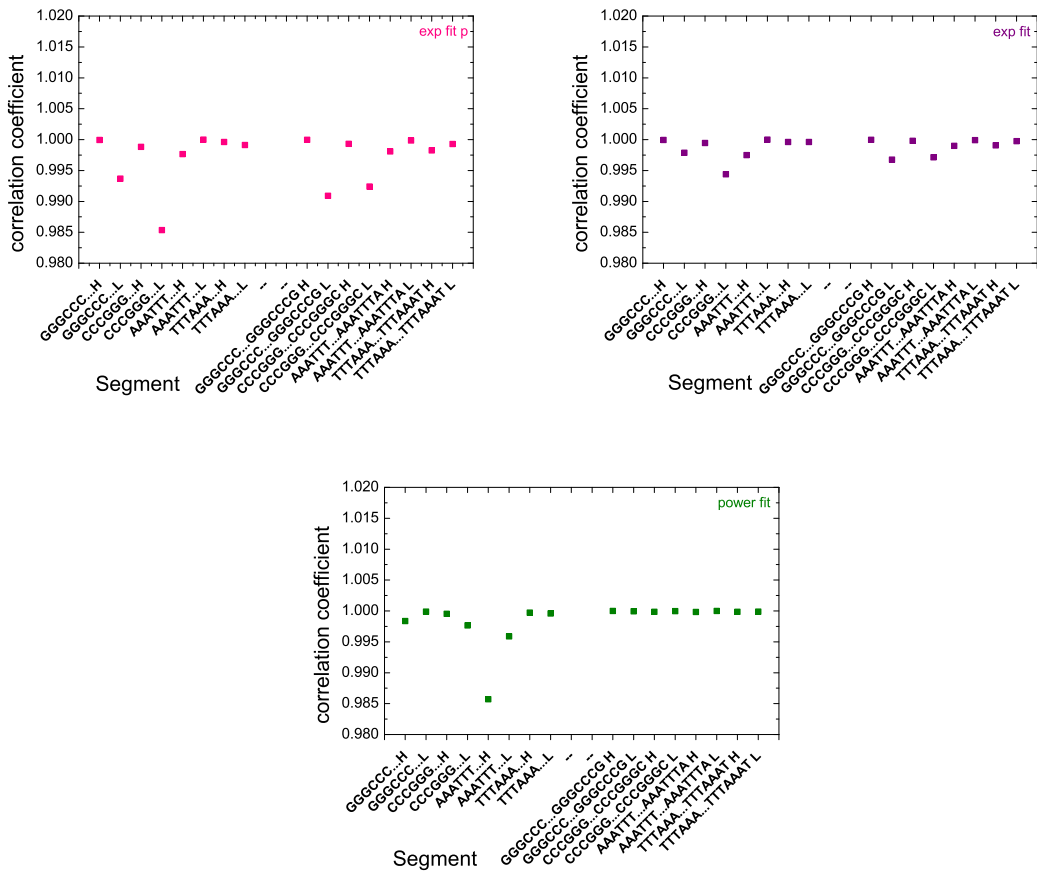 exp fit p
correlation coefficient
1.020
1.015
1.010
1.005
1.000
0.995
0.990
0.985
0.980
GGGCCC...H
GGGCCC...L
CCCGGG...H
CCCGGG...L
AAATTT...H
AAATTT...L
TTTAAA...H
TTTAAA...L
--
--
GGGCCC...GGGCCCG H
GGGCCC...GGGCCCG L
CCCGGG...CCCGGGC H
CCCGGG...CCCGGGC L
AAATTT...AAATTTA H
AAATTT...AAATTTA L
TTTAAA...TTTAAAT H
TTTAAA...TTTAAAT L
Segment
exp fit
correlation coefficient
1.020
1.015
1.010
1.005
1.000
0.995
0.990
0.985
0.980
GGGCCC...H
GGGCCC...L
CCCGGG...H
CCCGGG...L
AAATTT...H
AAATTT...L
TTTAAA...H
TTTAAA...L
--
--
GGGCCC...GGGCCCG H
GGGCCC...GGGCCCG L
CCCGGG...CCCGGGC H
CCCGGG...CCCGGGC L
AAATTT...AAATTTA H
AAATTT...AAATTTA L
TTTAAA...TTTAAAT H
TTTAAA...TTTAAAT L
Segment
power fit
correlation coefficient
1.020
1.015
1.010
1.005
1.000
0.995
0.990
0.985
0.980
GGGCCC...H
GGGCCC...L
CCCGGG...H
CCCGGG...L
AAATTT...H
AAATTT...L
TTTAAA...H
TTTAAA...L
--
--
GGGCCC...GGGCCCG H
GGGCCC...GGGCCCG L
CCCGGG...CCCGGGC H
CCCGGG...CCCGGGC L
AAATTT...AAATTTA H
AAATTT...AAATTTA L
TTTAAA...TTTAAAT H
TTTAAA...TTTAAAT L
Segment